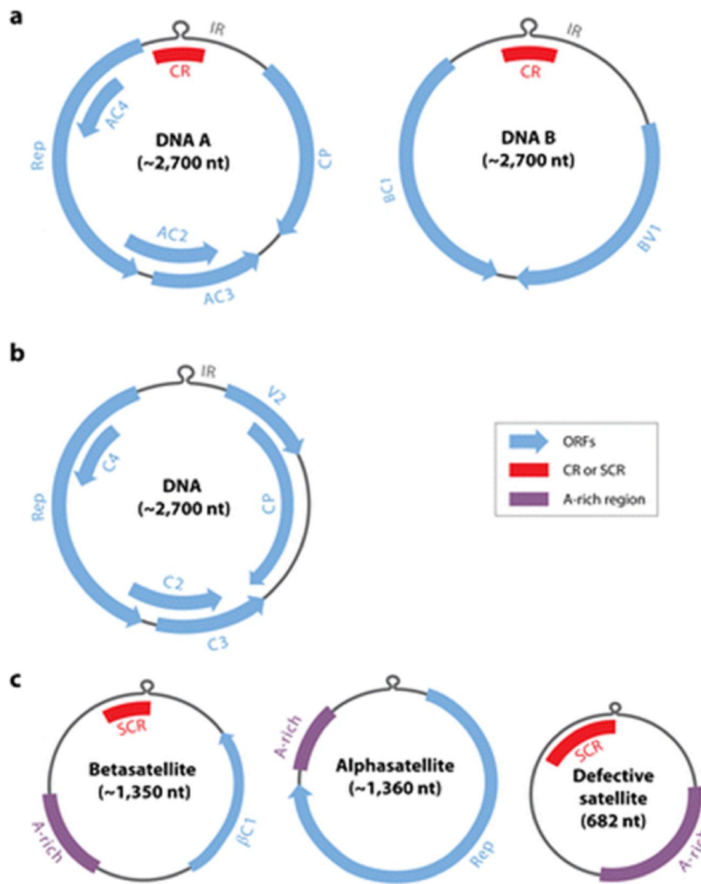 a
IR
CR
AC4
Rep
DNA A
(~2,700 nt)
CP
AC2
AC3
IR
CR
DNA B
(~2,700 nt)
BC1
BV1
b
IR
V2
C4
Rep
DNA
(~2,700 nt)
CP
C2
C3
ORFs
CR or SCR
A-rich region
c
SCR
Betasatellite
(~1,350 nt)
A-rich
βC1
A-rich
Alphasatellite
(~1,360 nt)
Rep
SCR
Defective
satellite
(682 nt)
A-rich